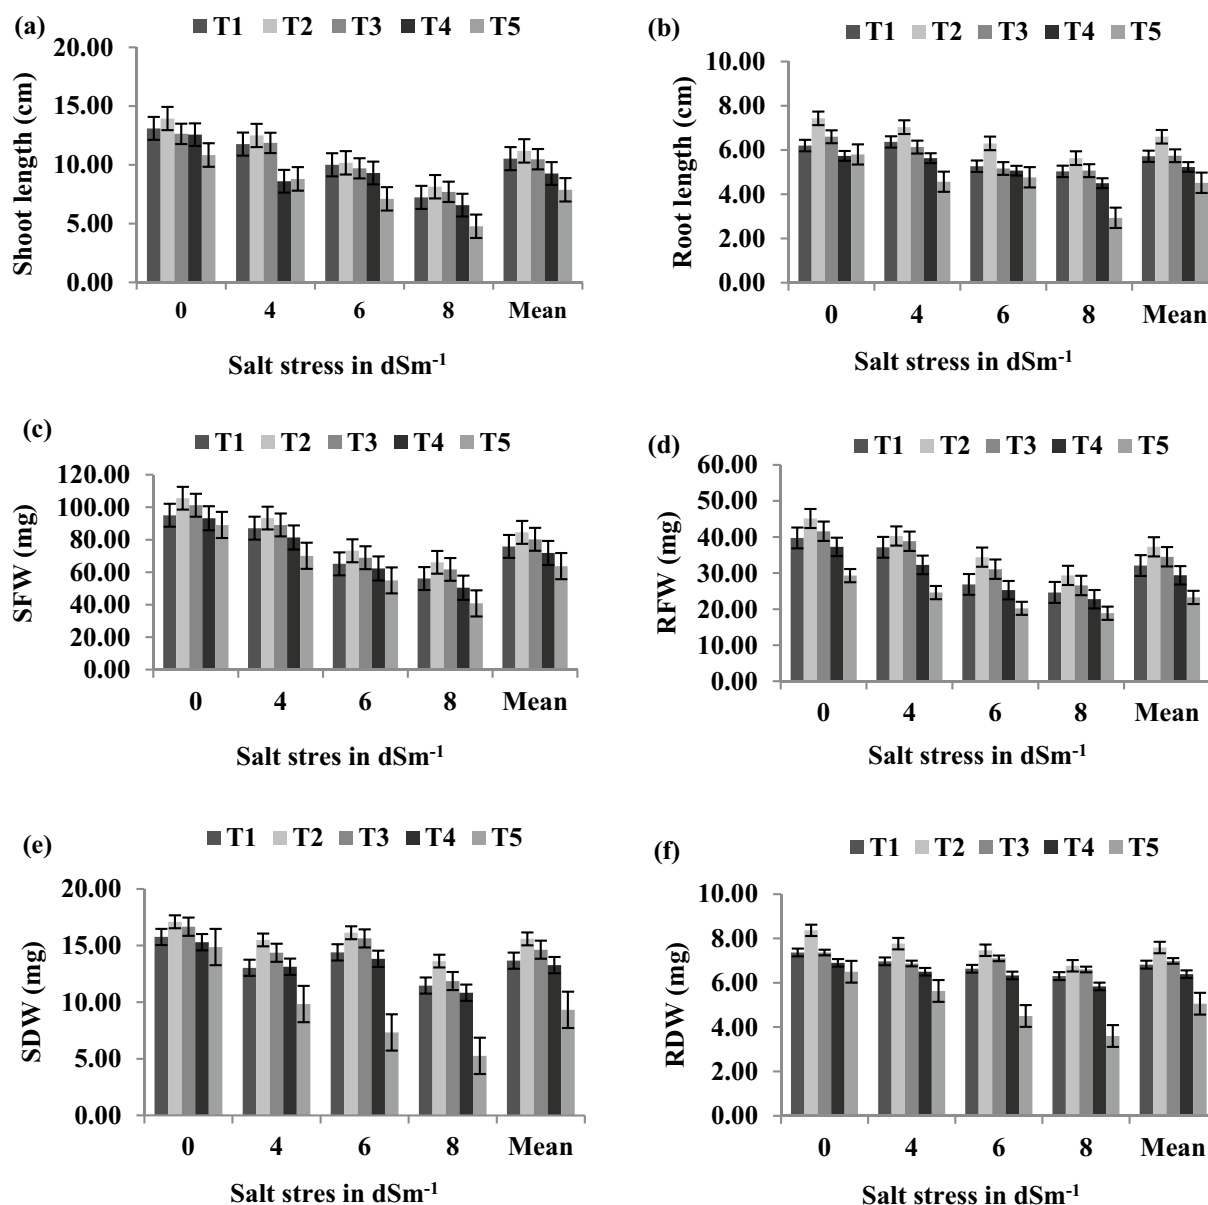 (a)
T1 T2 T3 T4 T5
20.00
15.00
10.00
5.00
0.00
Shoot length (cm)
0 4 6 8 Mean
Salt stress in dSm-1
(b)
T1 T2 T3 T4 T5
10.00
8.00
6.00
4.00
2.00
0.00
Root length (cm)
0 4 6 8 Mean
Salt stress in dSm-1
(c)
T1 T2 T3 T4 T5
120.00
100.00
80.00
60.00
40.00
20.00
0.00
SFW (mg)
0 4 6 8 Mean
Salt stres in dSm-1
(d)
T1 T2 T3 T4 T5
60.00
50.00
40.00
30.00
20.00
10.00
0.00
RFW (mg)
0 4 6 8 Mean
Salt stress in dSm-1
(e)
T1 T2 T3 T4 T5
20.00
15.00
10.00
5.00
0.00
SDW (mg)
0 4 6 8 Mean
Salt stres in dSm-1
(f)
T1 T2 T3 T4 T5
10.00
8.00
6.00
4.00
2.00
0.00
RDW (mg)
0 4 6 8 Mean
Salt stress in dSm-1